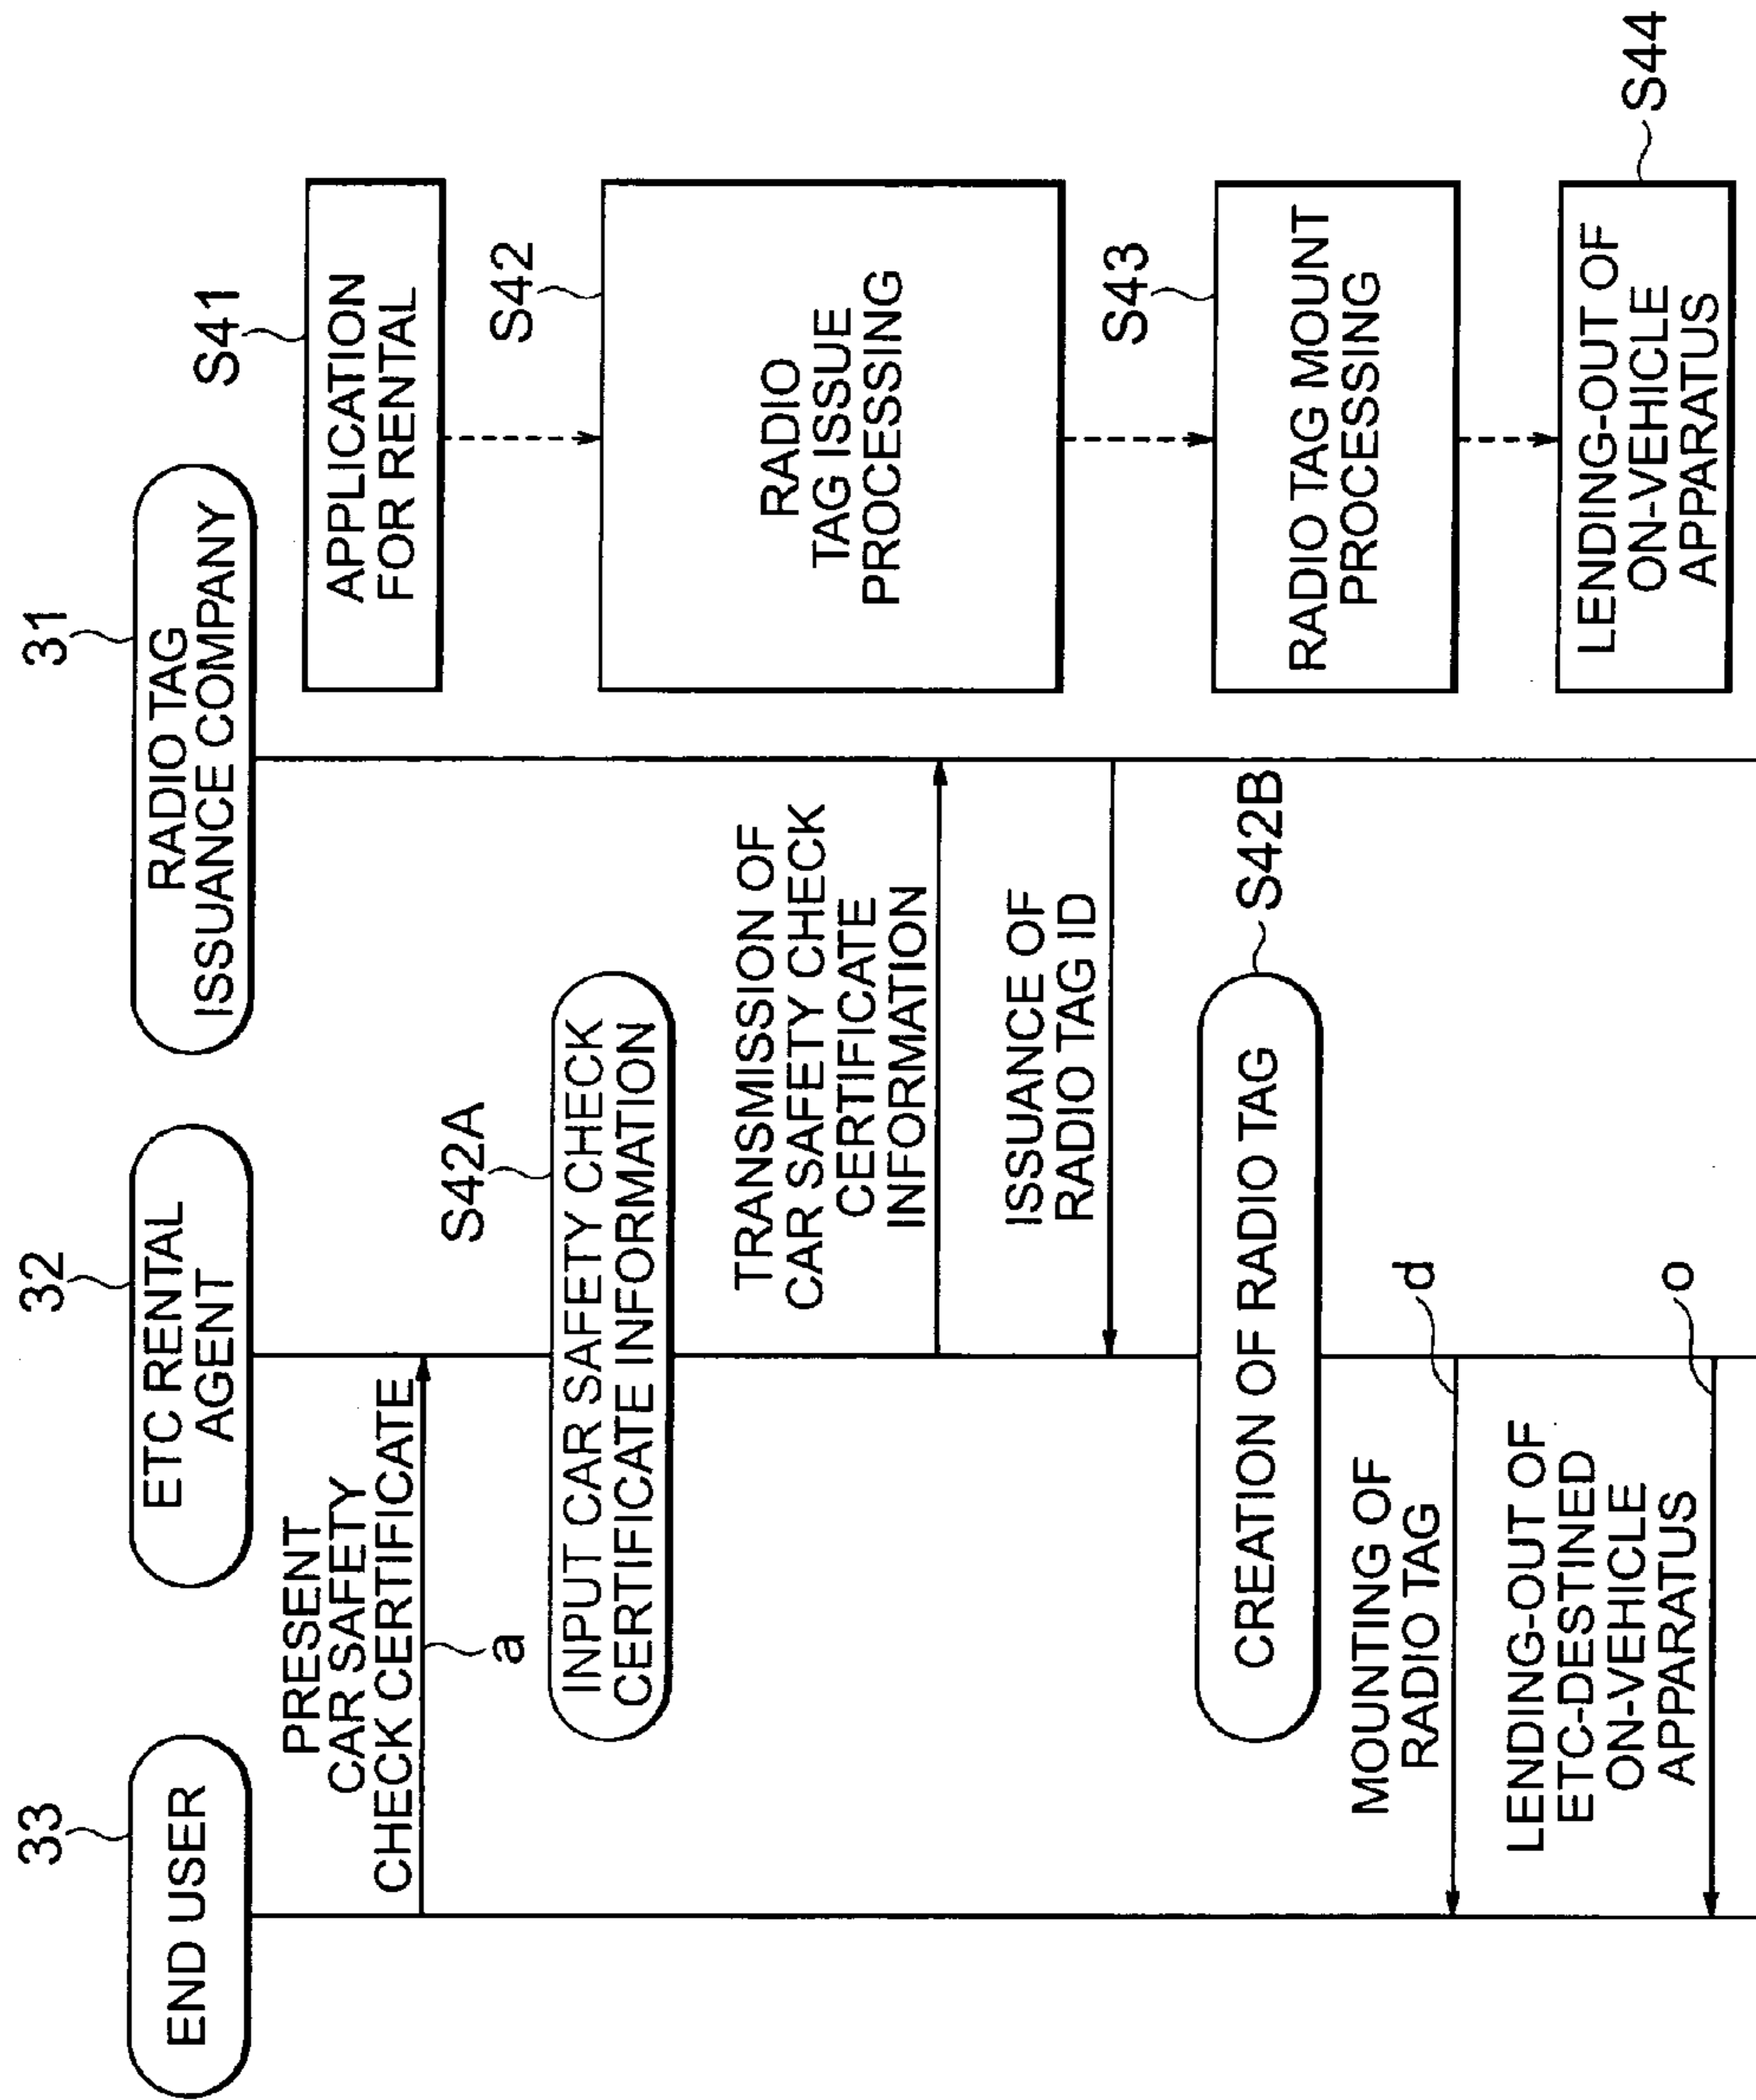 33
END USER
32
ETC RENTAL
AGENT
31
RADIO TAG
ISSUANCE COMPANY
PRESENT
CAR SAFETY
CHECK CERTIFICATE
a
S41
APPLICATION
FOR RENTAL
S42A
INPUT CAR SAFETY CHECK
CERTIFICATE INFORMATION
S42
RADIO
TAG ISSUE
PROCESSING
TRANSMISSION OF
CAR SAFETY CHECK
CERTIFICATE
INFORMATION
ISSUANCE OF
RADIO TAG ID
CREATION OF RADIO TAG
S42B
S43
RADIO TAG MOUNT
PROCESSING
MOUNTING OF
RADIO TAG
d
LENDING-OUT OF
ETC-DESTINED
ON-VEHICLE
APPARATUS
o
S44
LENDING-OUT OF
ON-VEHICLE
APPARATUS